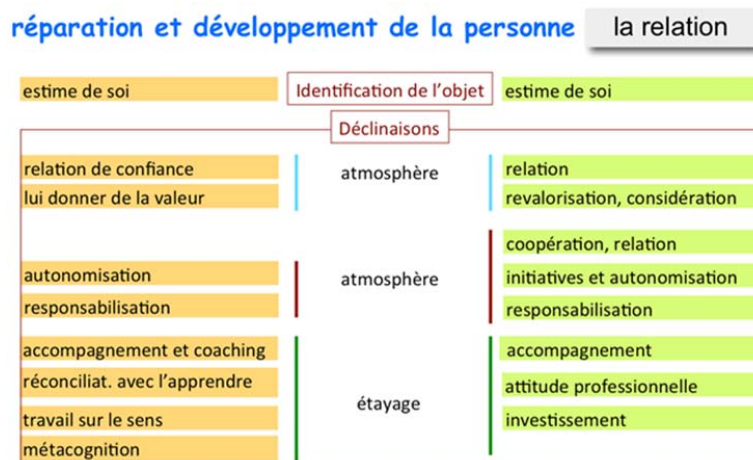 réparation et développement de la personne la relation
estime de soi Identification de l'objet estime de soi
Déclinaisons
relation de confiance atmosphère relation
lui donner de la valeur revalorisation, considération
coopération, relation
autonomisation atmosphère initiatives et autonomisation
responsabilisation responsabilisation
accompagnement et coaching accompagnement
réconciliat. avec l'apprendre attitude professionnelle
étayage
travail sur le sens investissement
métacognition